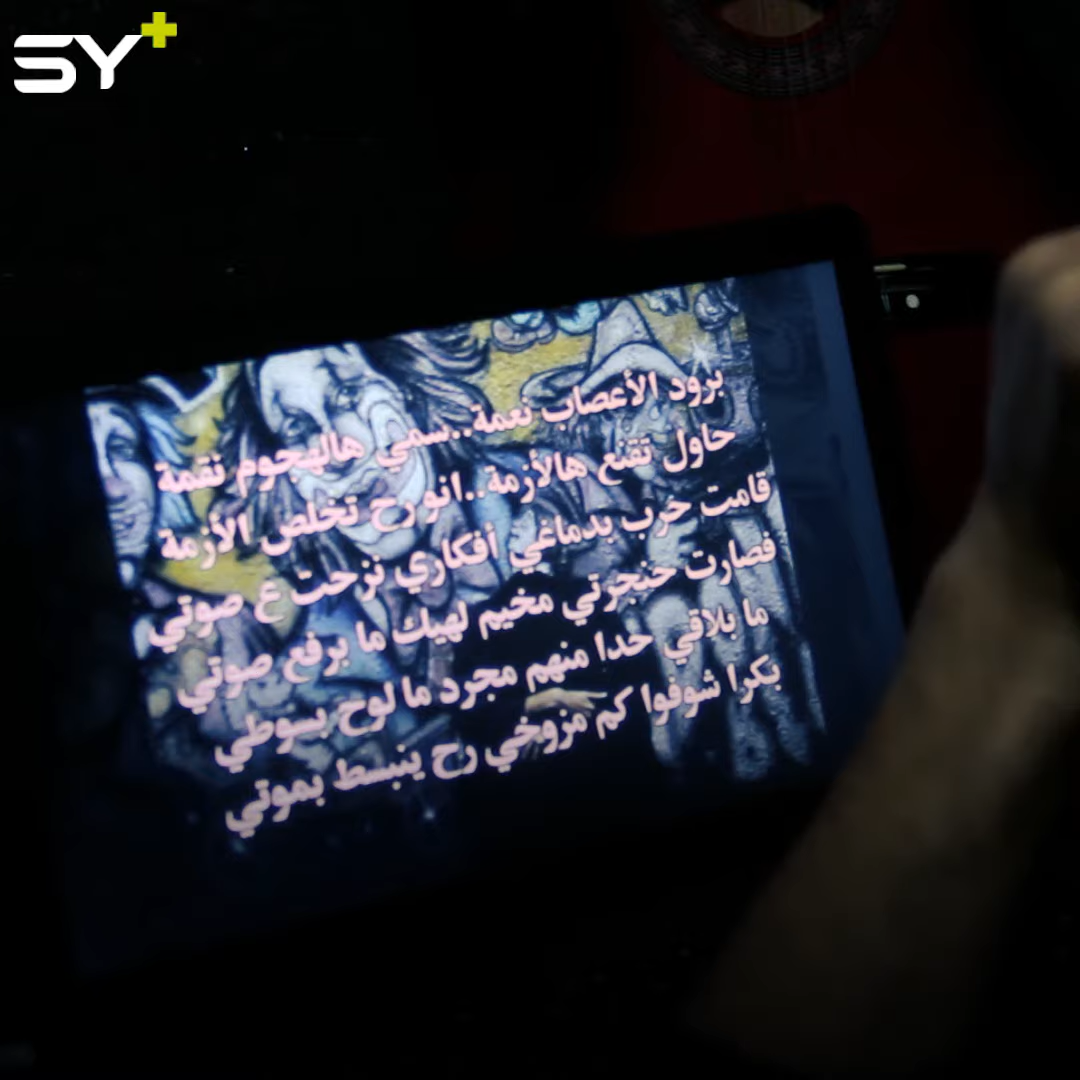 SY+
برود الأعصاب نعمة..سمي هالهجوم نقمة
حاول تقنع هالأزمة..انو رح تخلص الأزمة
قامت حرب بدماغي أفكاري نزحت ع صوتي
فصارت حنجرتي مخيم لهيك ما برفع صوتي
ما بلاقي حدا منهم مجرد ما لوح بسوطي
بكرا شوفوا كم مزوخي رح ينبسط بموتي